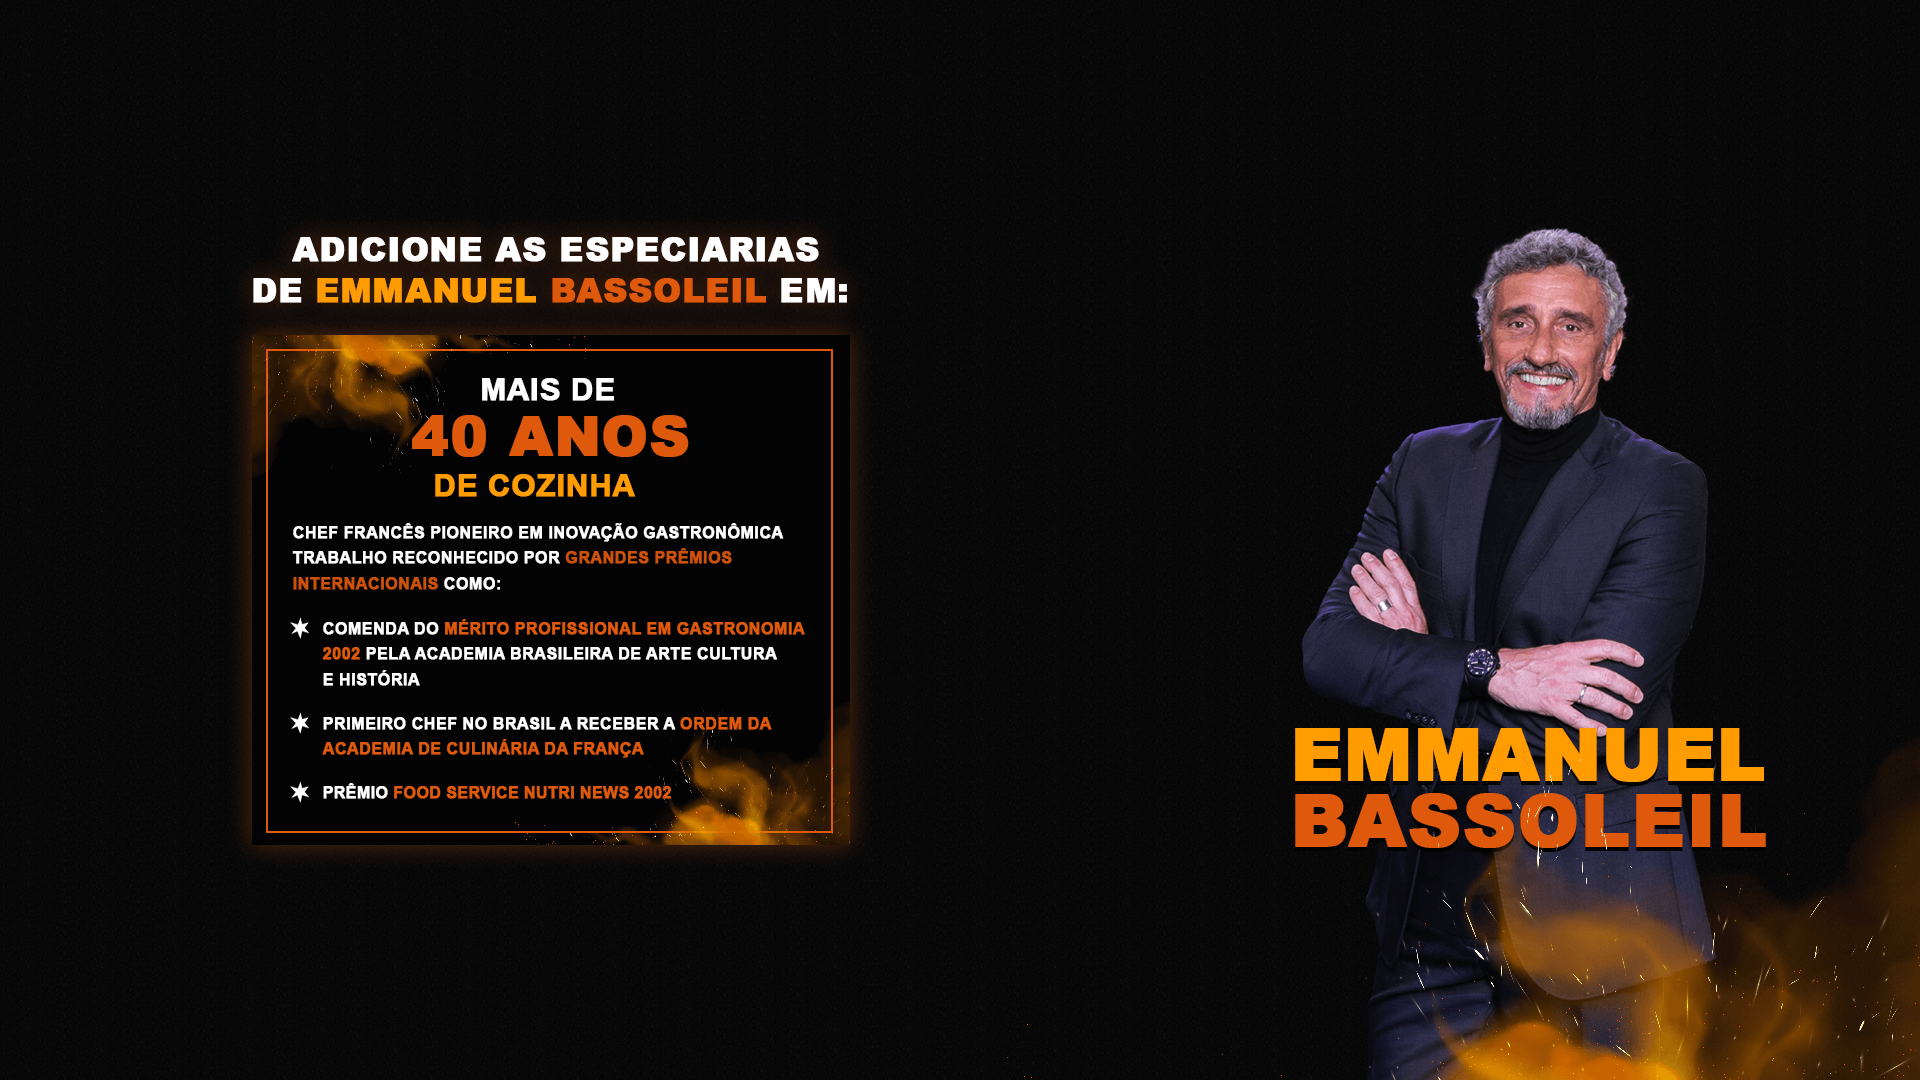 ADICIONE AS ESPECIARIAS
DE EMMANUEL BASSOLEIL EM:
MAIS DE
40 ANOS
DE COZINHA
CHEF FRANCÊS PIONEIRO EM INOVAÇÃO GASTRONÔMICA
TRABALHO RECONHECIDO POR GRANDES PRÊMIOS
INTERNACIONAIS COMO:
COMENDA DO MÉRITO PROFISSIONAL EM GASTRONOMIA
2002 PELA ACADEMIA BRASILEIRA DE ARTE CULTURA
E HISTÓRIA
PRIMEIRO CHEF NO BRASIL A RECEBER A ORDEM DA
ACADEMIA DE CULINÁRIA DA FRANÇA
PRÊMIO FOOD SERVICE NUTRI NEWS 2002
EMMANUEL
BASSOLEIL